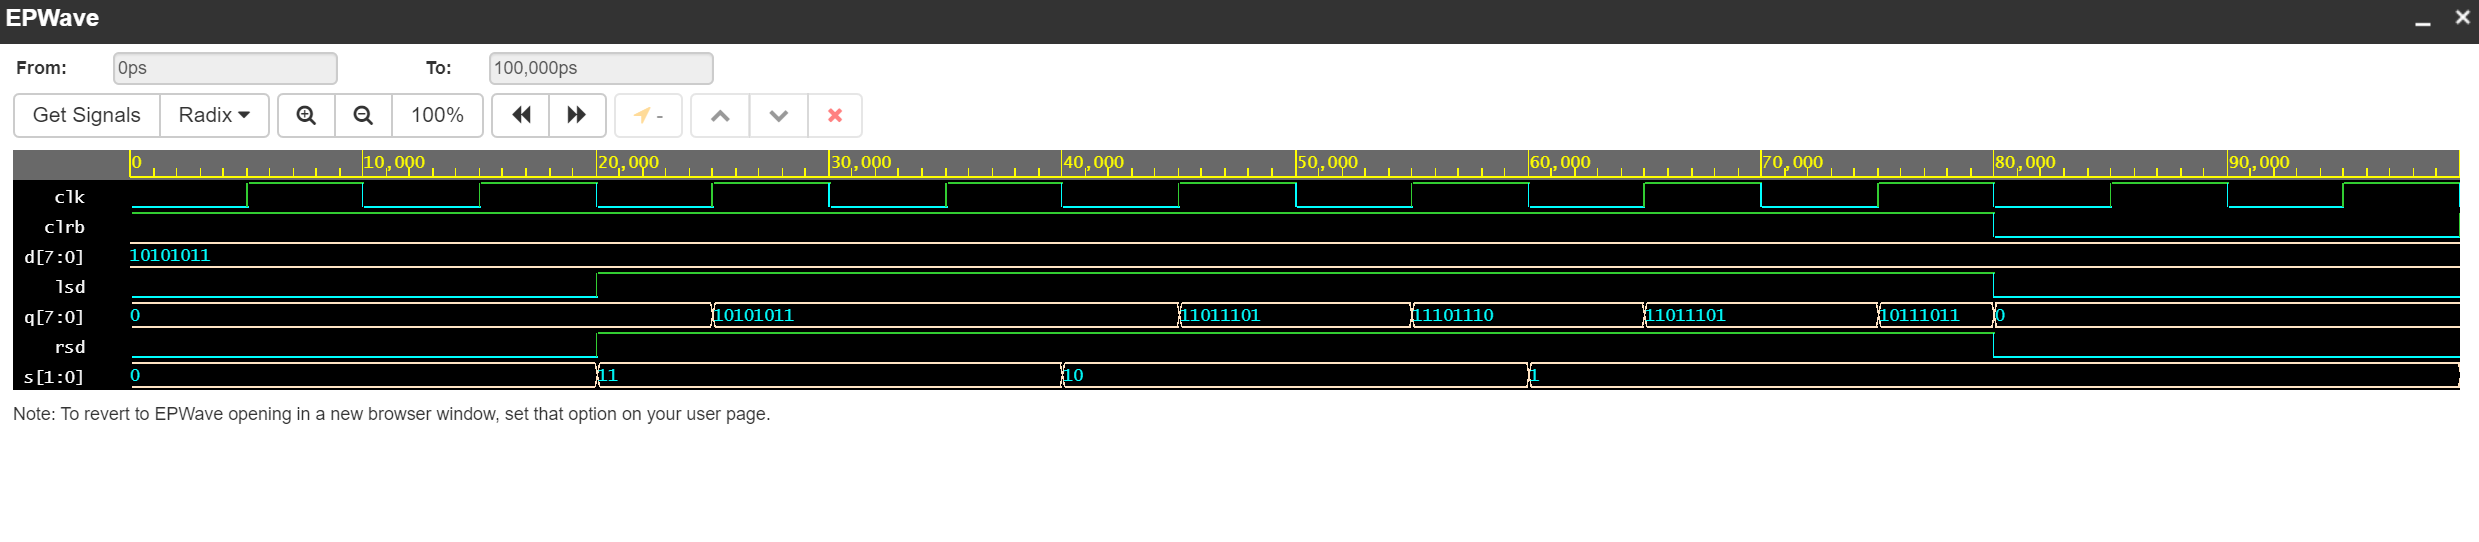 EPWave
From: 0ps To: 100,000ps
Get Signals Radix 100% -
0 10,000 20,000 30,000 40,000 50,000 60,000 70,000 80,000 90,000
clk
clrb
d[7:0] 10101011
lsd
q[7:0] 0 10101011 11011101 11101110 11011101 10111011 0
rsd
s[1:0] 0 11 10 1
Note: To revert to EPWave opening in a new browser window, set that option on your user page.